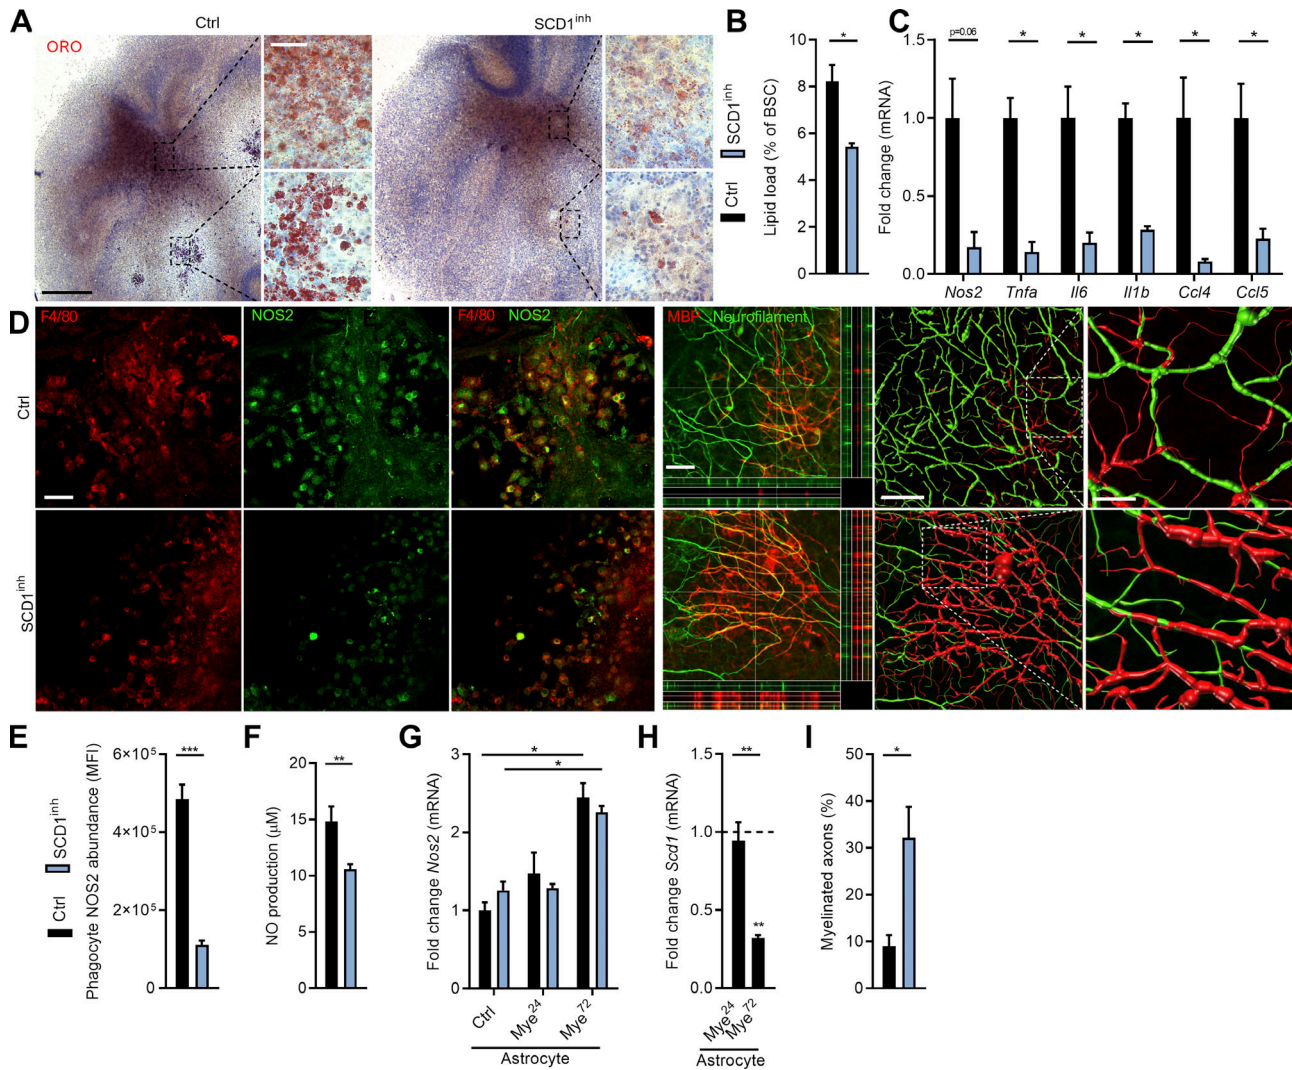 A
Ctrl
SCD1inh
ORO
B
Ctrl
SCD1inh
Lipid load (% of BSC)
10
8
6
4
2
0
*
C
Fold change (mRNA)
1.5
1.0
0.5
0.0
p=0.06
*
*
*
*
*
Nos2
Tnfa
Il6
Il1b
Ccl4
Ccl5
D
F4/80
NOS2
F4/80 NOS2
MBP Neurofilament
Ctrl
SCD1inh
E
Ctrl
SCD1inh
Phagocyte NOS2 abundance (MFI)
6×10⁵
4×10⁵
2×10⁵
0
***
F
NO production (µM)
20
15
10
5
0
**
G
Fold change Nos2 (mRNA)
3
2
1
0
*
*
Ctrl
Mye24
Mye72
Astrocyte
H
Fold change Scd1 (mRNA)
1.5
1.0
0.5
0.0
**
**
Mye24
Mye72
Astrocyte
I
Myelinated axons (%)
50
40
30
20
10
0
*